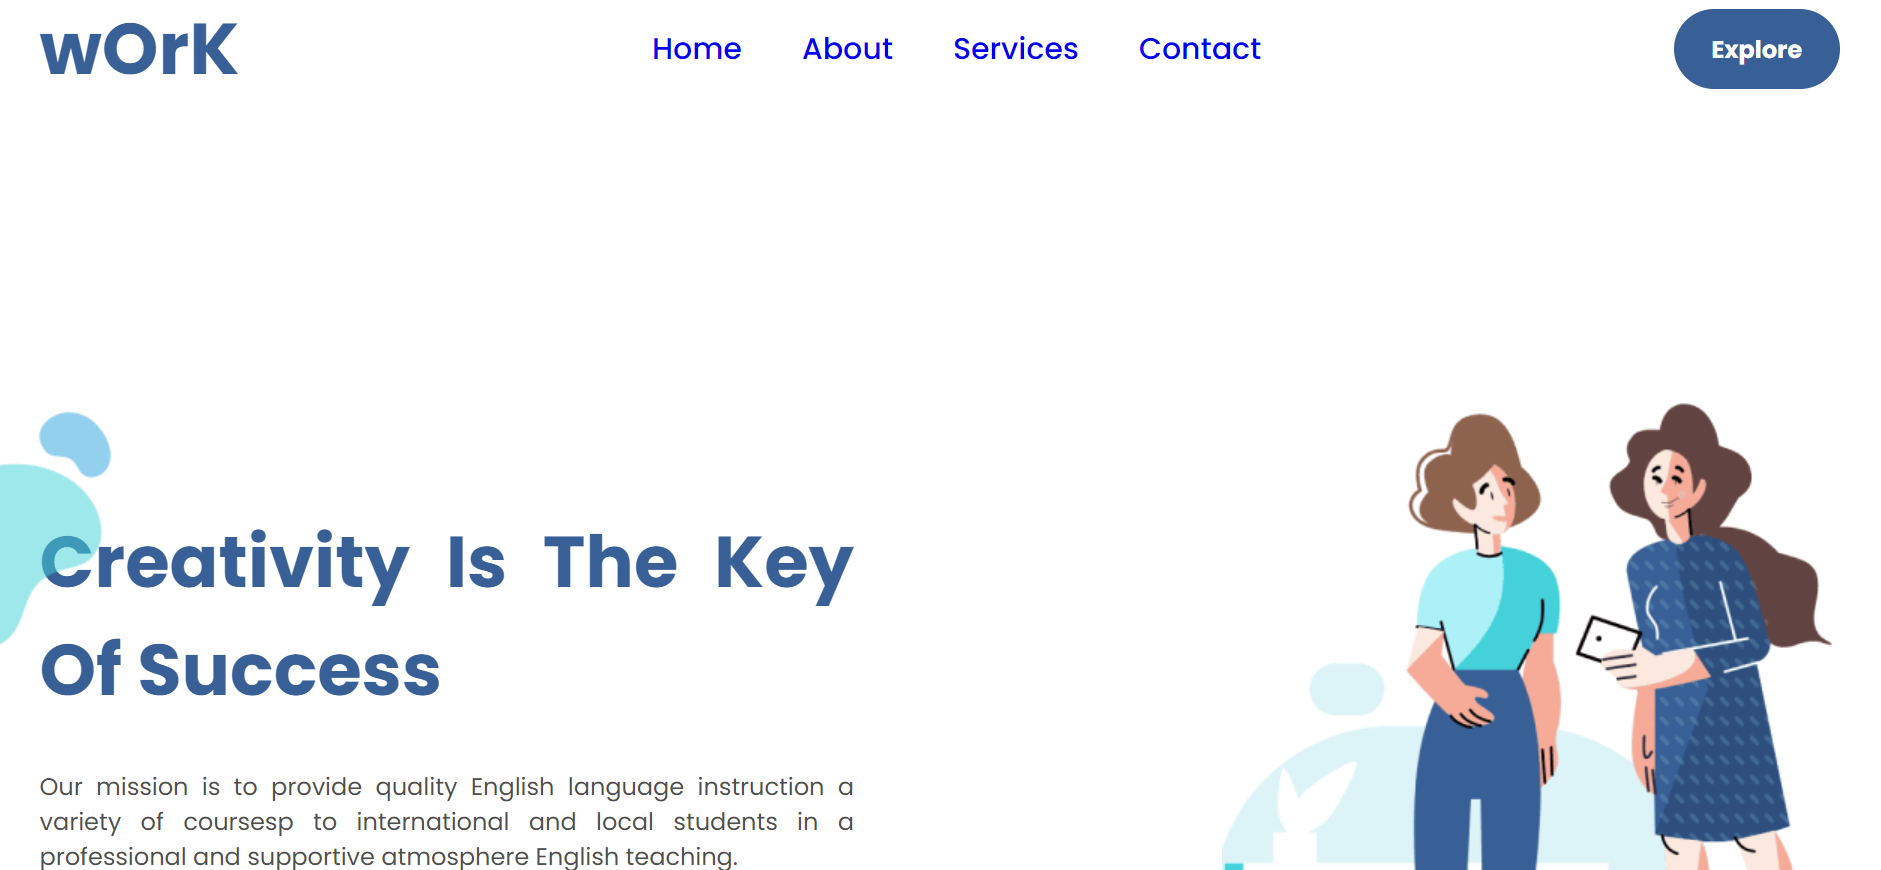 wOrK
Home About Services Contact
Explore
Creativity Is The Key
Of Success
Our mission is to provide quality English language instruction a
variety of coursesp to international and local students in a
professional and supportive atmosphere English teaching.